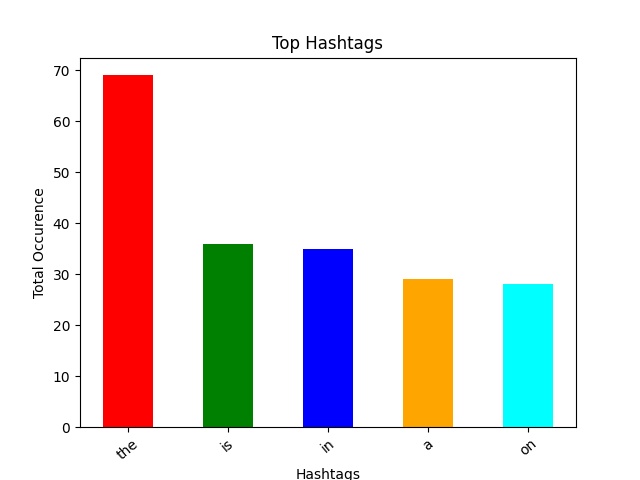 Top Hashtags
Total Occurence
70
60
50
40
30
20
10
0
the
is
in
a
on
Hashtags